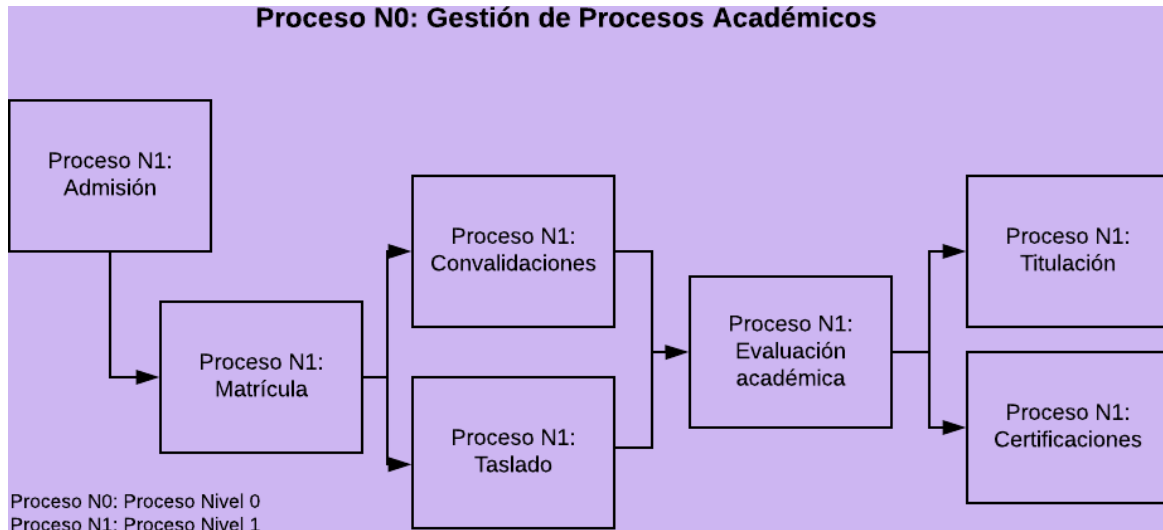 Proceso N0: Gestión de Procesos Académicos
Proceso N1:
Admisión
Proceso N1:
Matrícula
Proceso N1:
Convalidaciones
Proceso N1:
Taslado
Proceso N1:
Evaluación
académica
Proceso N1:
Titulación
Proceso N1:
Certificaciones
Proceso N0: Proceso Nivel 0
Proceso N1: Proceso Nivel 1